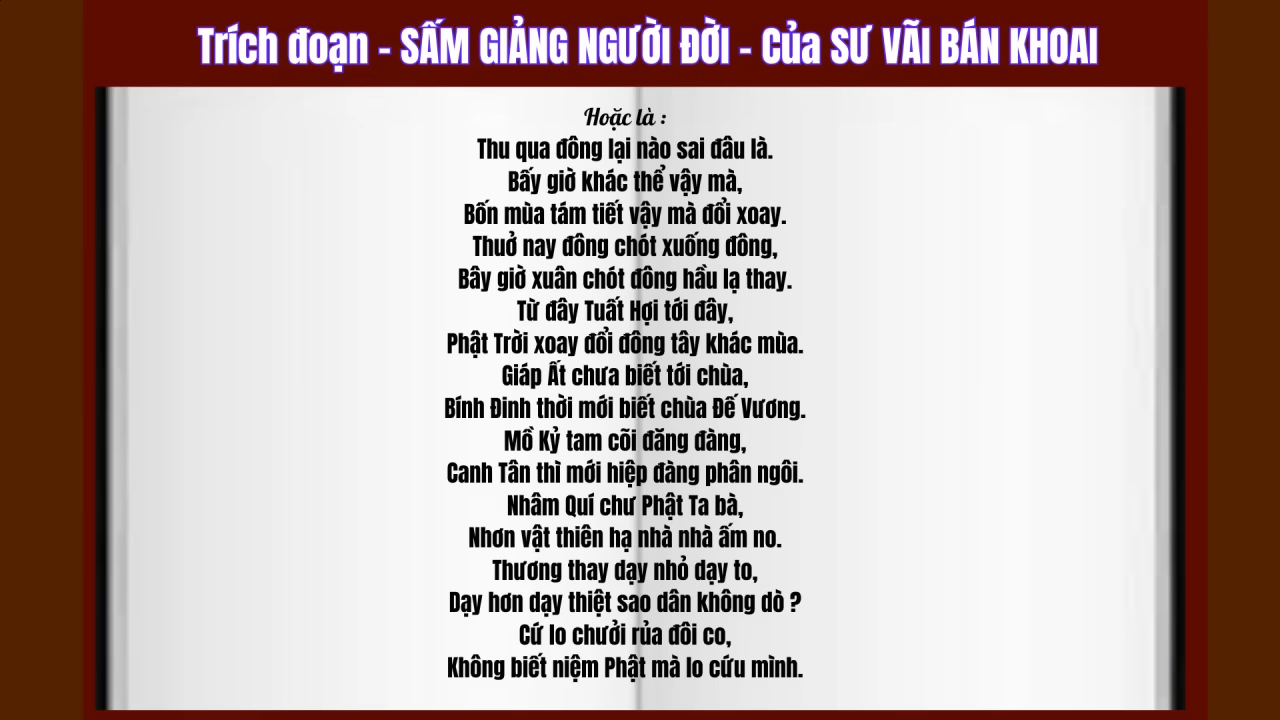 Trích đoạn - SẤM GIẢNG NGƯỜI ĐỜI - Của SƯ VÃI BÁN KHOAI
Hoặc là :
Thu qua đông lại nào sai đâu là.
Bấy giờ khác thể vậy mà,
Bốn mùa tám tiết vậy mà đổi xoay.
Thuở nay đông chót xuống đông,
Bây giờ xuân chót đông hầu lạ thay.
Từ đây Tuất Hợi tới đây,
Phật Trời xoay đổi đông tây khác mùa.
Giáp Ất chưa biết tới chùa,
Bính Đinh thời mới biết chùa Đế Vương.
Mồ Kỷ tam cõi đăng đàng,
Canh Tân thì mới hiệp đàng phân ngôi.
Nhâm Quí chư Phật Ta bà,
Nhơn vật thiên hạ nhà nhà ấm no.
Thương thay dạy nhỏ dạy to,
Dạy hơn dạy thiệt sao dân không dò ?
Cứ lo chưởi rủa đôi co,
Không biết niệm Phật mà lo cứu mình.